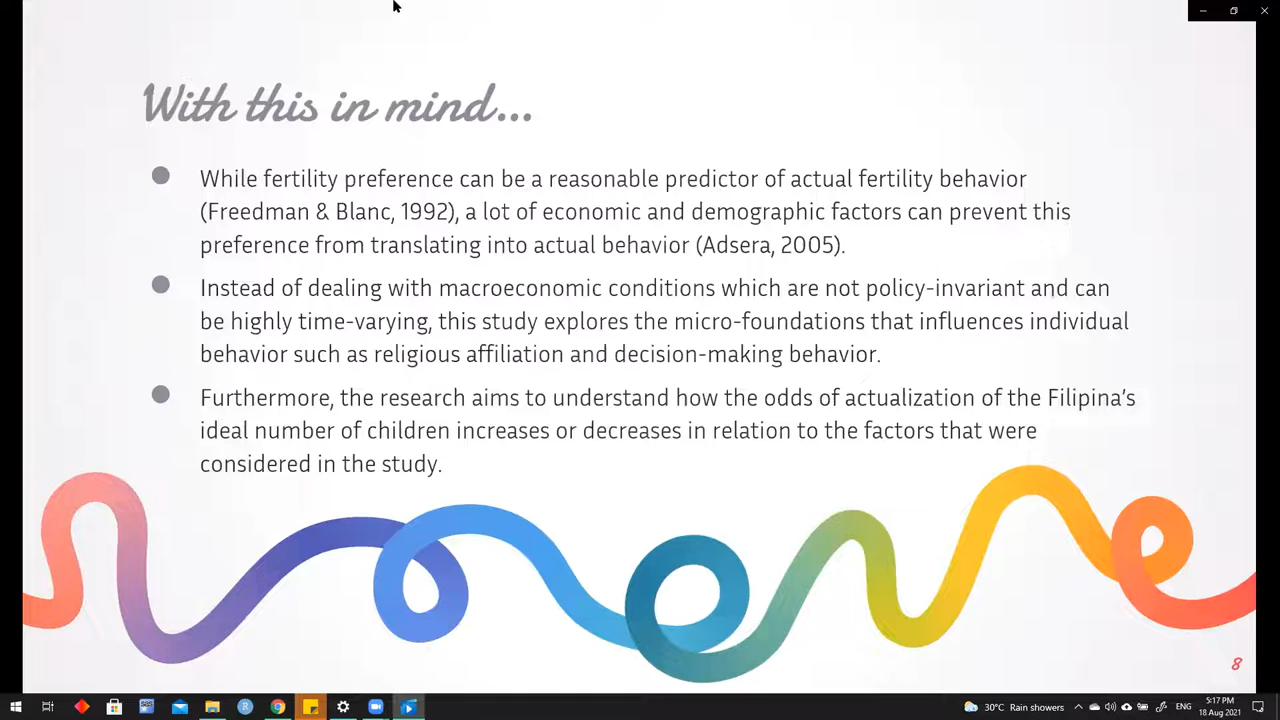 With this in mind...
While fertility preference can be a reasonable predictor of actual fertility behavior
(Freedman & Blanc, 1992), a lot of economic and demographic factors can prevent this
preference from translating into actual behavior (Adsera, 2005).
Instead of dealing with macroeconomic conditions which are not policy-invariant and can
be highly time-varying, this study explores the micro-foundations that influences individual
behavior such as religious affiliation and decision-making behavior.
Furthermore, the research aims to understand how the odds of actualization of the Filipina’s
ideal number of children increases or decreases in relation to the factors that were
considered in the study.
8
30°C Rain showers
ENG
5:17 PM
18 Aug 2021